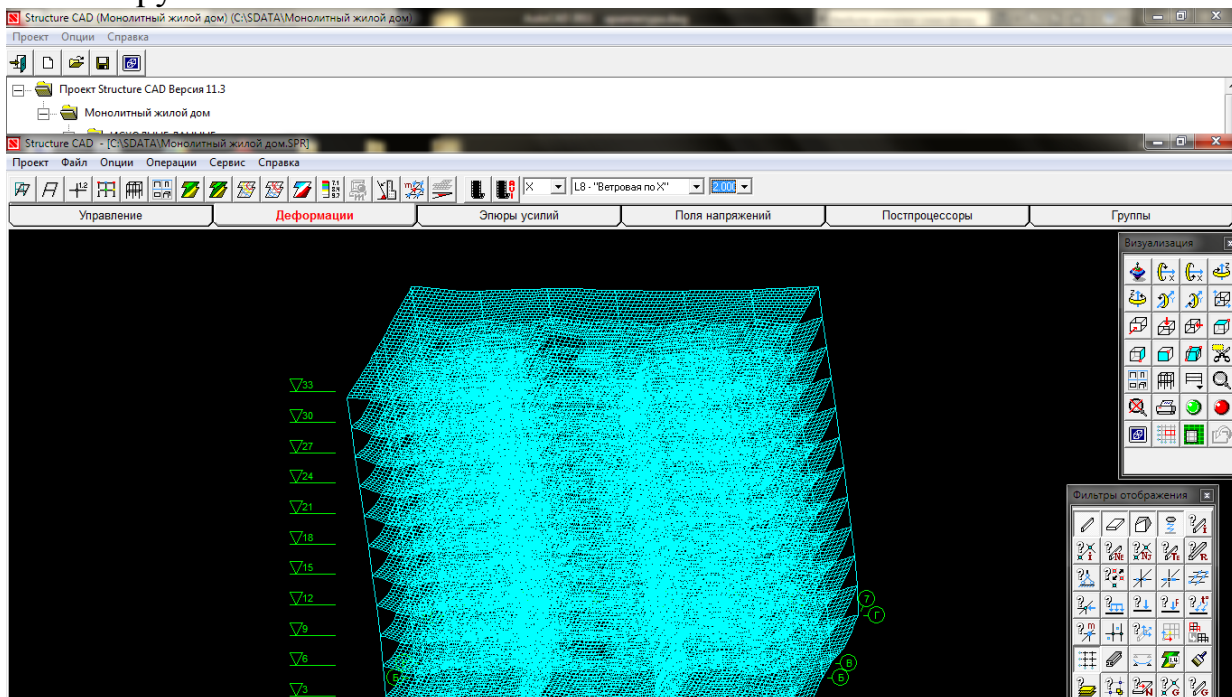 Structure CAD (Монолитный жилой дом) (C:\SDATA\Монолитный жилой дом)
Проект Опции Справка
Проект Structure CAD Версия 11.3
Монолитный жилой дом
Structure CAD - [C:\SDATA\Монолитный жилой дом.SPR]
Проект Файл Опции Операции Сервис Справка
X L8 - "Ветровая по X" 2.000
Управление Деформации Эпюры усилий Поля напряжений Постпроцессоры Группы
Визуализация
33
30
27
24
21
18
15
12
9
6
3
7
Г
В
Б
Б
Фильтры отображения